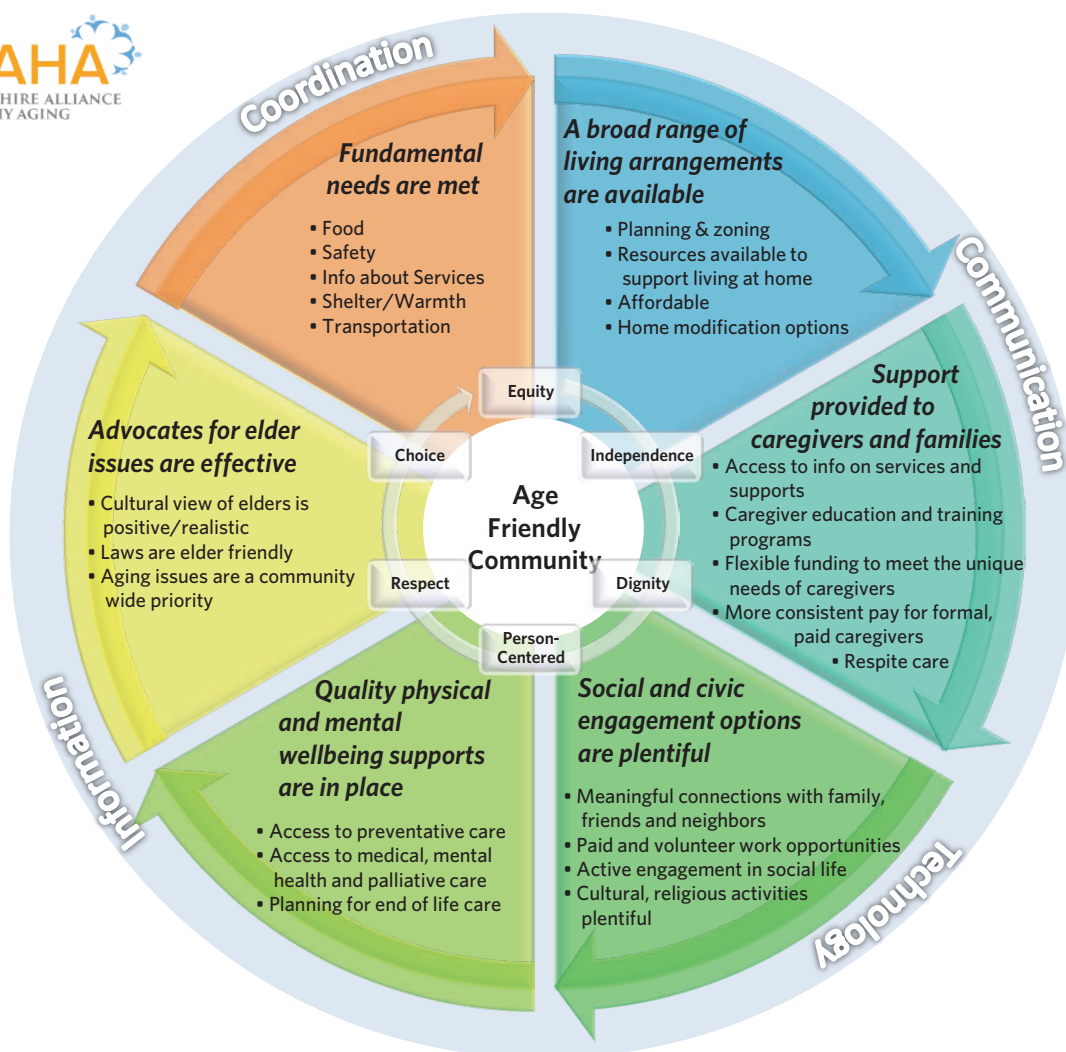 AHA
HIRE ALLIANCE
Y AGING
Coordination
Fundamental
needs are met
• Food
• Safety
• Info about Services
• Shelter/Warmth
• Transportation
A broad range of
living arrangements
are available
• Planning & zoning
• Resources available to
support living at home
• Affordable
• Home modification options
Communication
Support
provided to
caregivers and families
• Access to info on services and
supports
• Caregiver education and training
programs
• Flexible funding to meet the unique
needs of caregivers
• More consistent pay for formal,
paid caregivers
• Respite care
Social and civic
engagement options
are plentiful
• Meaningful connections with family,
friends and neighbors
• Paid and volunteer work opportunities
• Active engagement in social life
• Cultural, religious activities
plentiful
Technology
Quality physical
and mental
wellbeing supports
are in place
• Access to preventative care
• Access to medical, mental
health and palliative care
• Planning for end of life care
Information
Advocates for elder
issues are effective
• Cultural view of elders is
positive/realistic
• Laws are elder friendly
• Aging issues are a community
wide priority
Equity
Independence
Dignity
Person-
Centered
Respect
Choice
Age
Friendly
Community